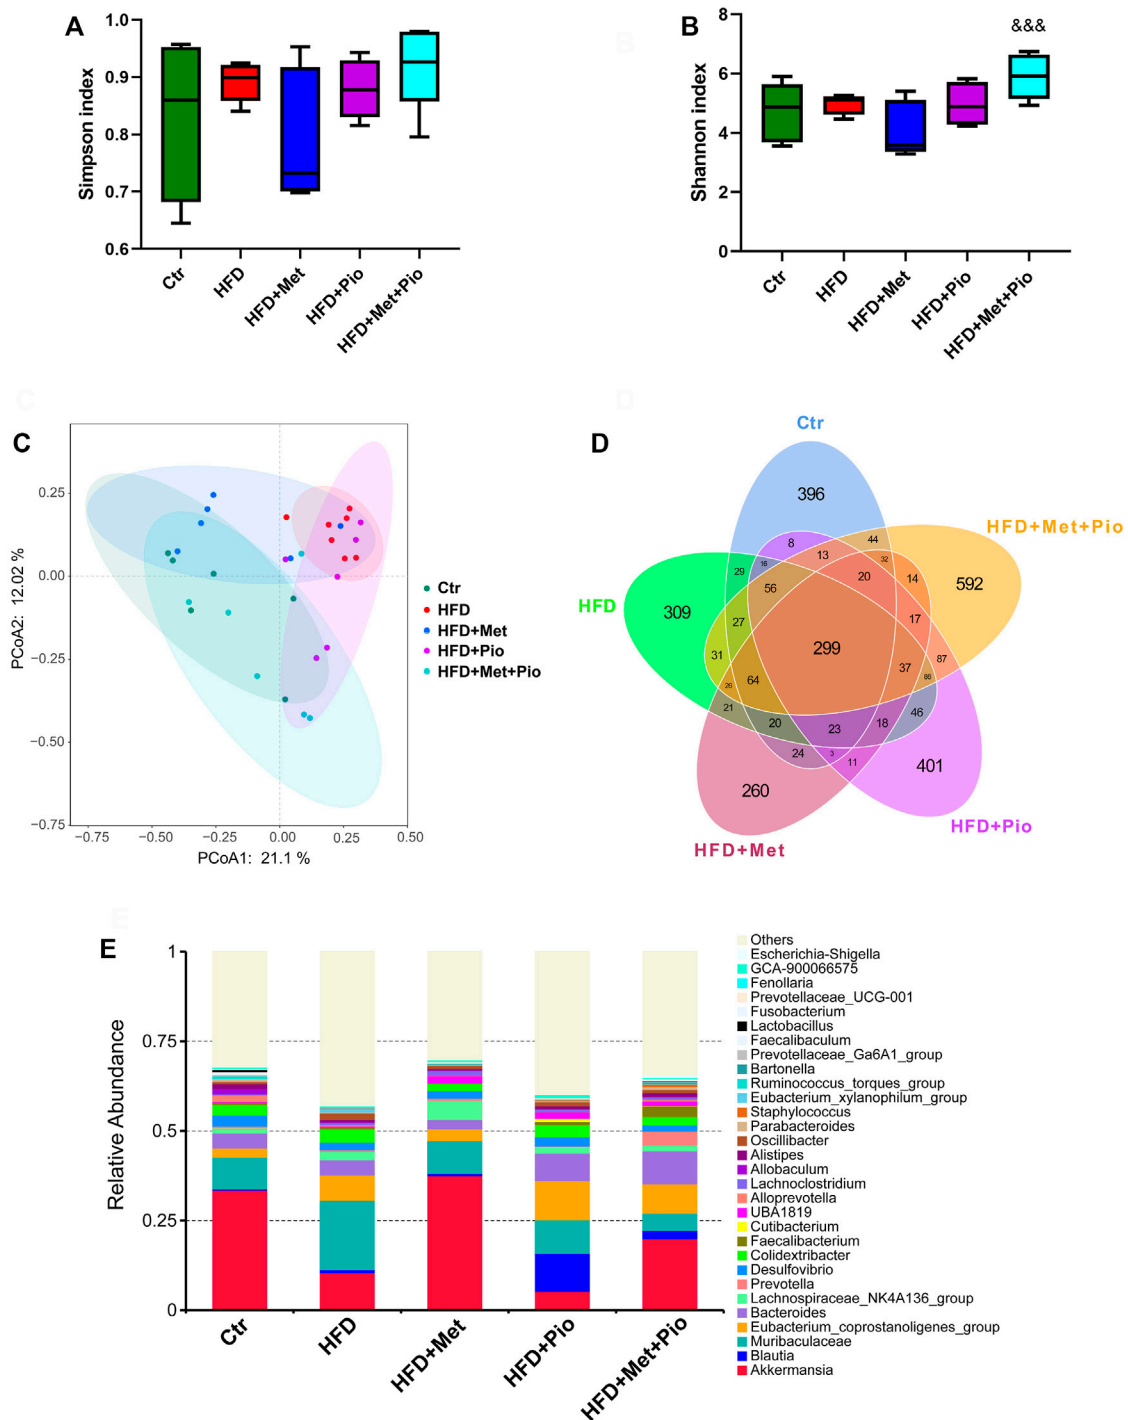 A
1.0
0.9
0.8
0.7
0.6
Simpson index
Ctr
HFD
HFD+Met
HFD+Pio
HFD+Met+Pio
B
8
6
4
2
0
Shannon index
&&&
Ctr
HFD
HFD+Met
HFD+Pio
HFD+Met+Pio
C
0.25
0.00
−0.25
−0.50
−0.75
PCoA2: 12.02 %
−0.75
−0.50
−0.25
0.00
0.25
0.50
PCoA1: 21.1 %
Ctr
HFD
HFD+Met
HFD+Pio
HFD+Met+Pio
D
Ctr
HFD+Met+Pio
HFD
HFD+Met
HFD+Pio
396
8
13
44
32
14
592
29
16
56
20
309
27
17
31
299
37
87
64
26
88
21
20
23
18
46
24
3
11
401
260
E
1
0.75
0.5
0.25
0
Relative Abundance
Ctr
HFD
HFD+Met
HFD+Pio
HFD+Met+Pio
Others
Escherichia-Shigella
GCA-900066575
Fenollaria
Prevotellaceae_UCG-001
Fusobacterium
Lactobacillus
Faecalibaculum
Prevotellaceae_Ga6A1_group
Bartonella
Ruminococcus_torques_group
Eubacterium_xylanophilum_group
Staphylococcus
Parabacteroides
Oscillibacter
Alistipes
Allobaculum
Lachnoclostridium
Alloprevotella
UBA1819
Cutibacterium
Faecalibacterium
Colidextribacter
Desulfovibrio
Prevotella
Lachnospiraceae_NK4A136_group
Bacteroides
Eubacterium_coprostanoligenes_group
Muribaculaceae
Blautia
Akkermansia